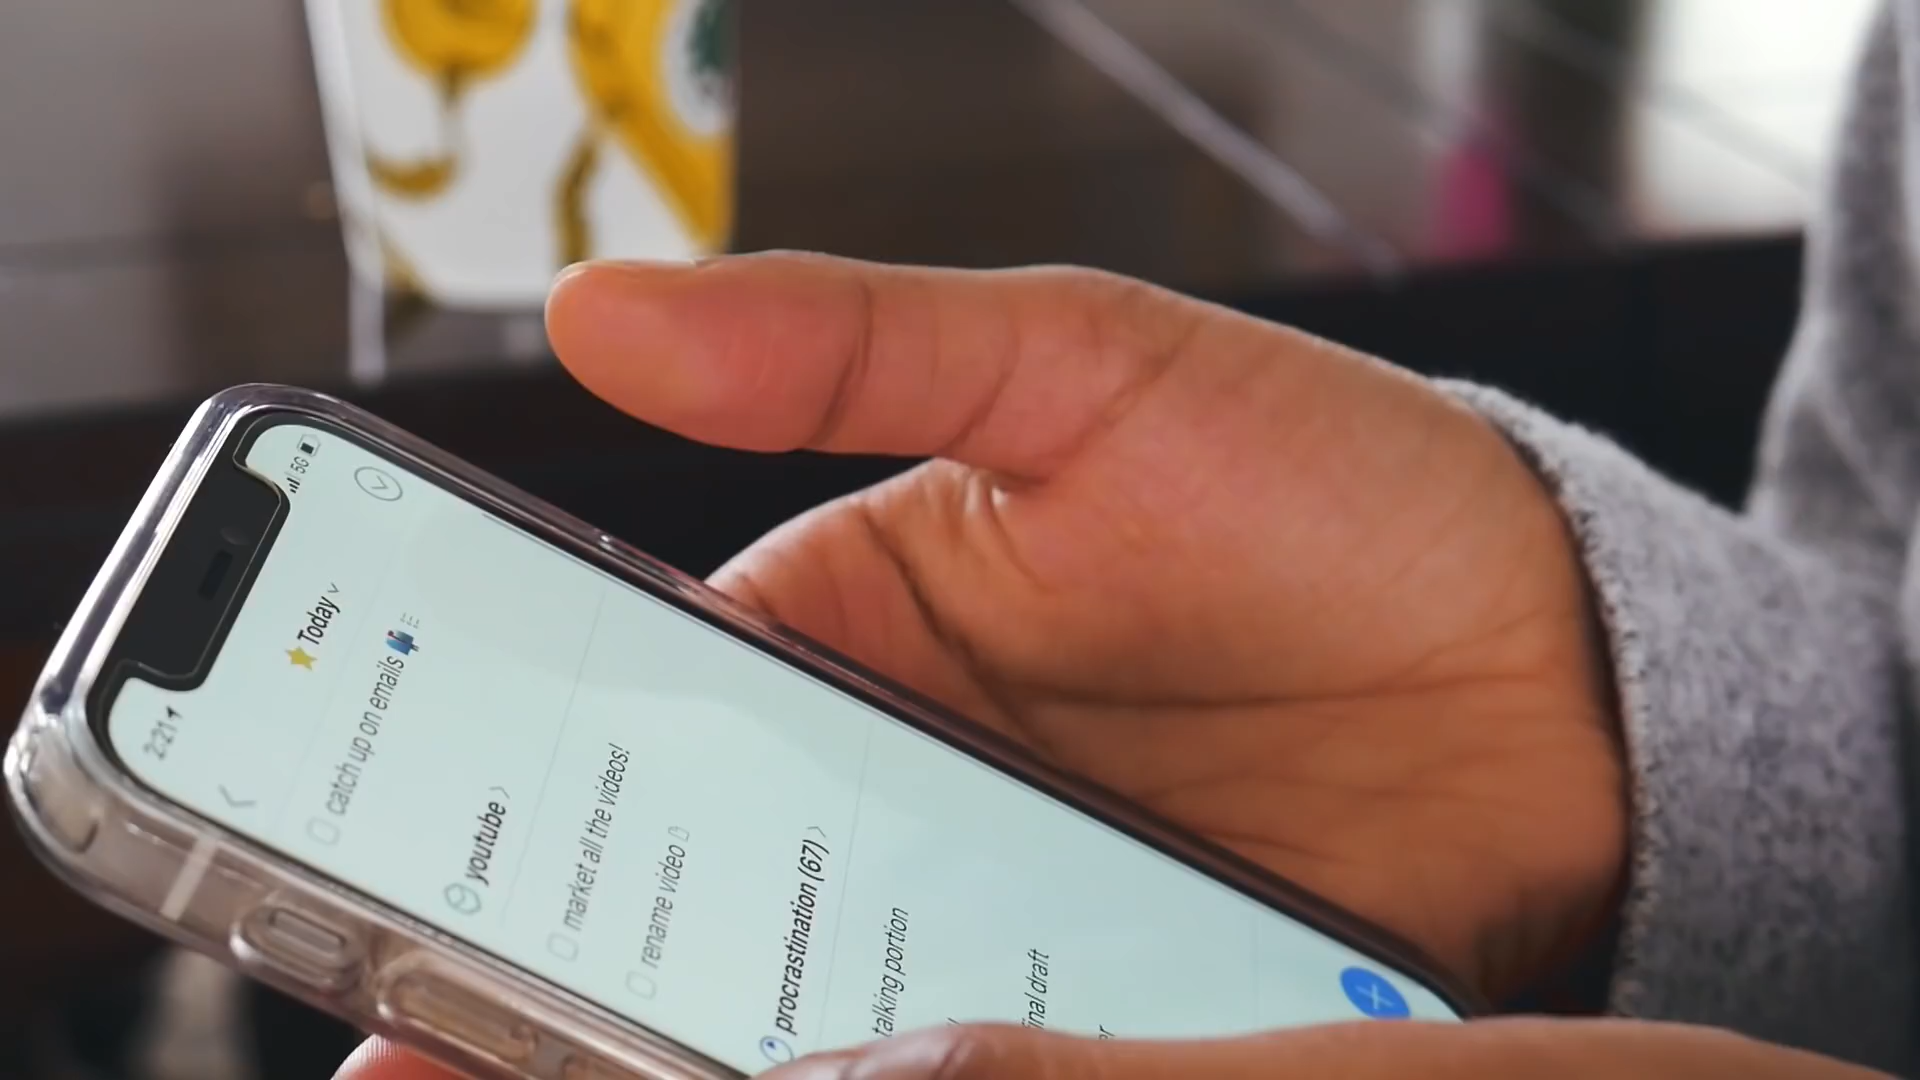 2:21
5G
Today
catch up on emails
youtube
market all the videos!
rename video
procrastination (67)
talking portion
final draft